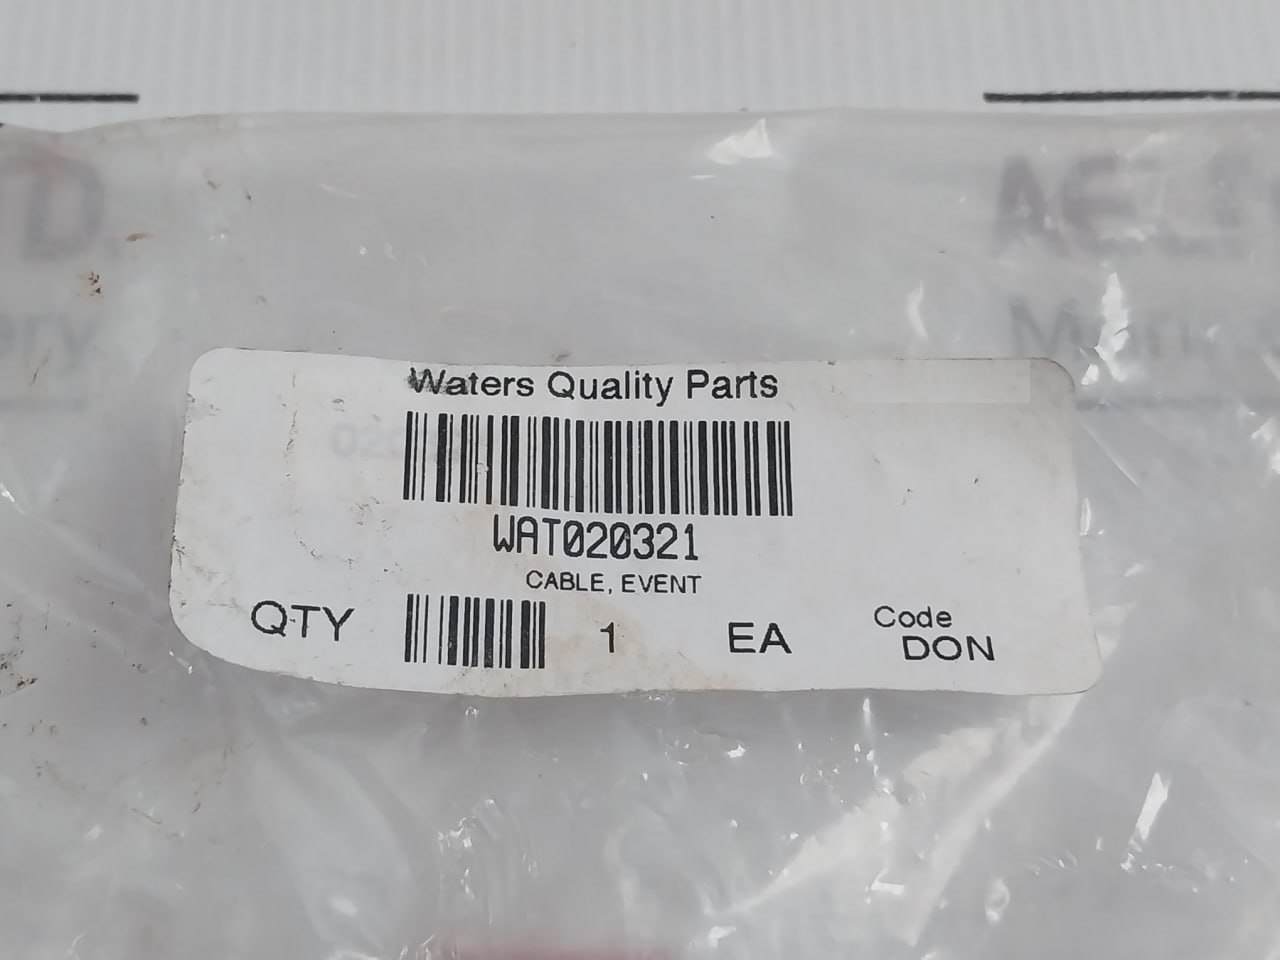 Waters Quality Parts
WAT020321
CABLE, EVENT
QTY 1 EA
Code
DON